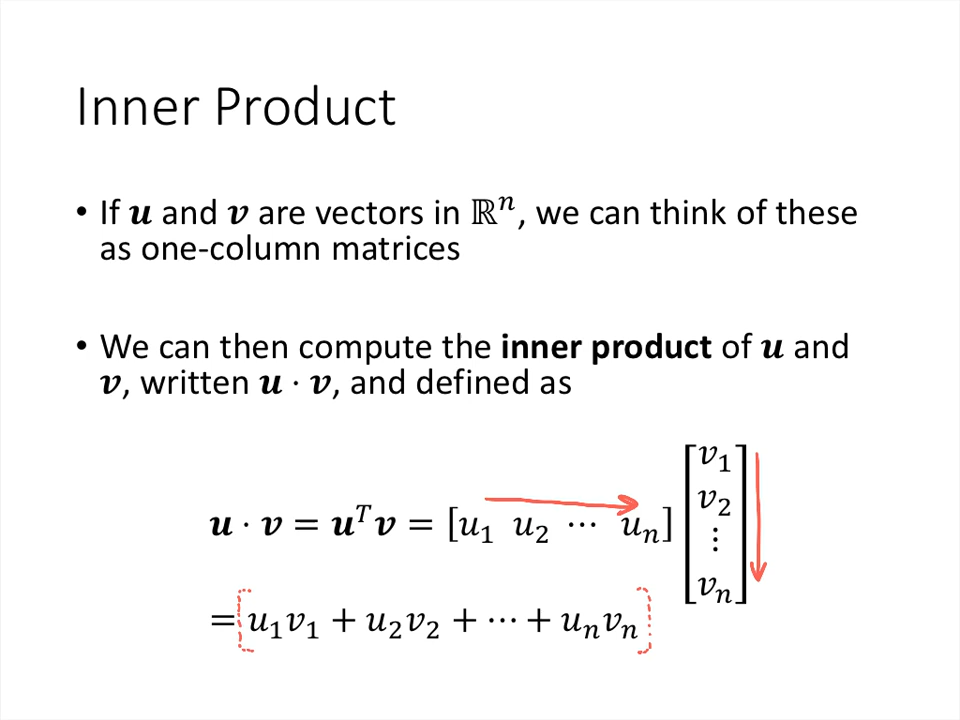 Inner Product
• If 𝒖 and 𝒗 are vectors in ℝⁿ, we can think of these
as one-column matrices
• We can then compute the inner product of 𝒖 and
𝒗, written 𝒖 · 𝒗, and defined as
𝒖 · 𝒗 = 𝒖ᵀ𝒗 = [u₁ u₂ ⋯ uₙ] [v₁ v₂ ⋮ vₙ]
= [u₁v₁ + u₂v₂ + ⋯ + uₙvₙ]